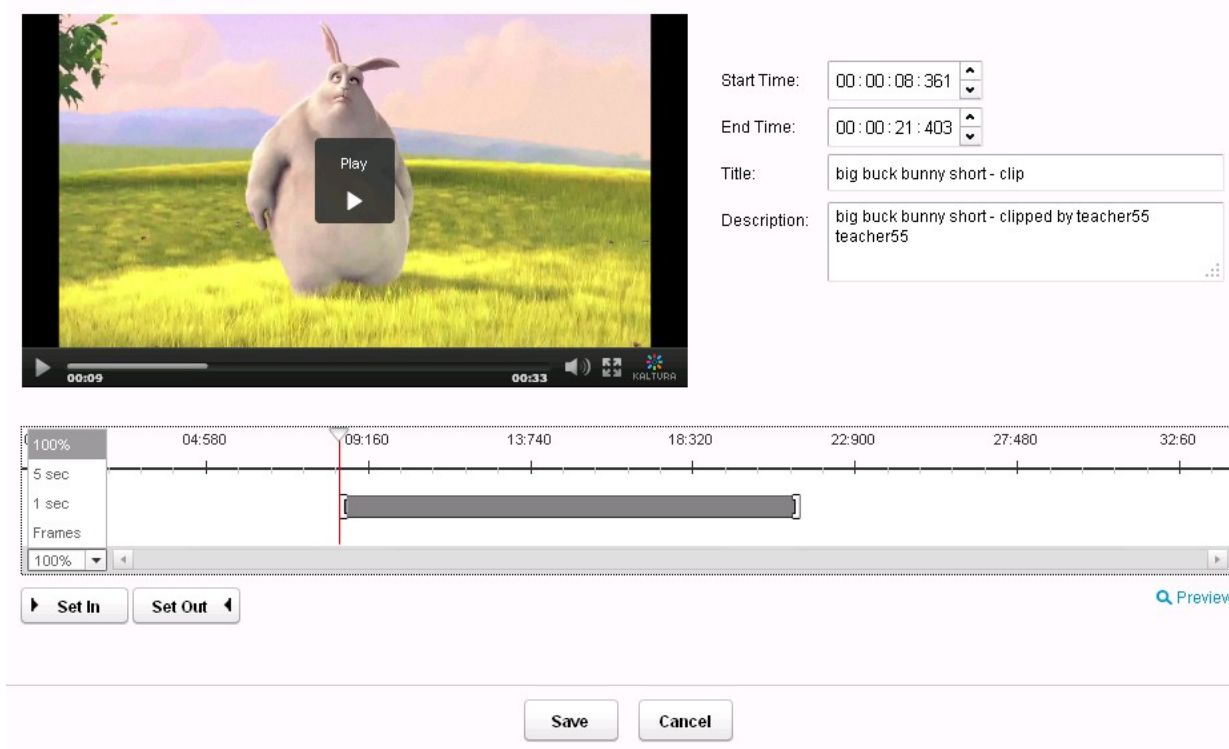 Play
00:09
00:33
KALTURA
Start Time:
00:00:08:361
End Time:
00:00:21:403
Title:
big buck bunny short - clip
Description:
big buck bunny short - clipped by teacher55
teacher55
04:580 09:160 13:740 18:320 22:900 27:480 32:60
100%
5 sec
1 sec
Frames
100%
Set In
Set Out
Preview
Save
Cancel